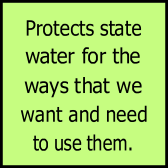 Protects state
water for the
ways that we
want and need
to use them.